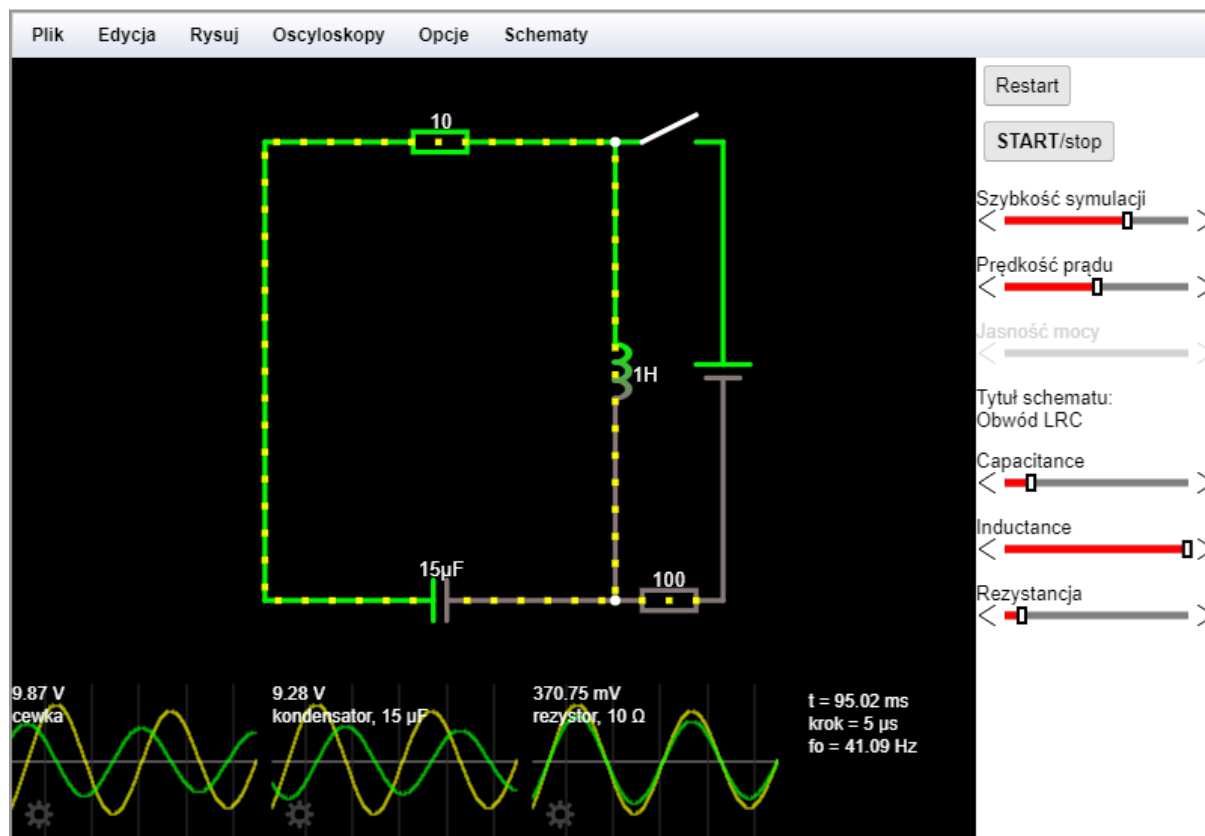 Plik Edycja Rysuj Oscyloskopy Opcje Schematy
Restart
START/stop
Szybkość symulacji
Prędkość prądu
Jasność mocy
Tytuł schematu:
Obwód LRC
Capacitance
Inductance
Rezystancja
10
1H
15μF
100
9.87 V
cewka
9.28 V
kondensator, 15 μF
370.75 mV
rezystor, 10 Ω
t = 95.02 ms
krok = 5 μs
fo = 41.09 Hz